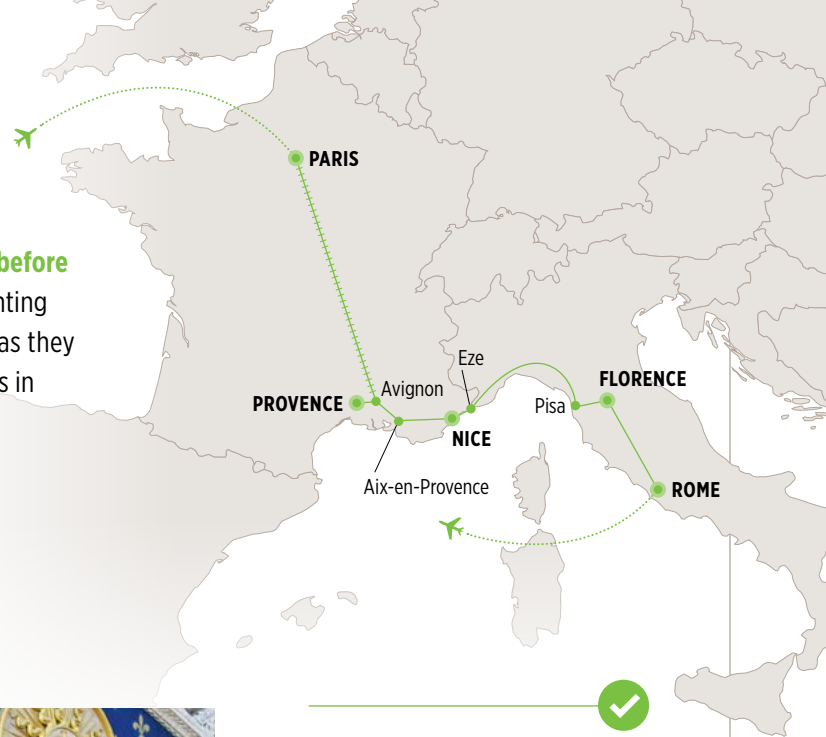 PARIS
before
nting
as they
s in
Eze
Avignon
FLORENCE
PROVENCE
Pisa
NICE
Aix-en-Provence
ROME